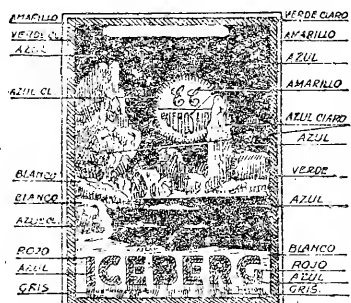 AMARILLO
VERDE CL
AZUL
AZUL CL
BLANCO
BLANCO
AZUL CL
ROJO
AZUL
GRIS
EC
ICEBERG
VERDE CLARO
AMARILLO
AZUL
AMARILLO
AZUL CLARO
AZUL
VERDE
AZUL
BLANCO
ROJO
AZUL
GRIS.